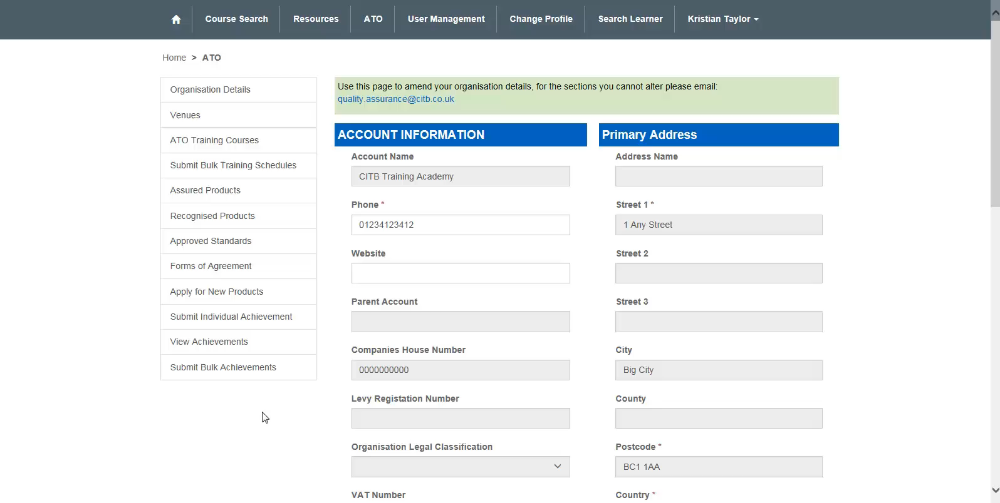 Course Search
Resources
ATO
User Management
Change Profile
Search Learner
Kristian Taylor
Home > ATO
Organisation Details
Venues
ATO Training Courses
Submit Bulk Training Schedules
Assured Products
Recognised Products
Approved Standards
Forms of Agreement
Apply for New Products
Submit Individual Achievement
View Achievements
Submit Bulk Achievements
Use this page to amend your organisation details, for the sections you cannot alter please email:
quality.assurance@citb.co.uk
ACCOUNT INFORMATION
Account Name
CITB Training Academy
Phone *
01234123412
Website
Parent Account
Companies House Number
0000000000
Levy Registation Number
Organisation Legal Classification
VAT Number
Primary Address
Address Name
Street 1 *
1 Any Street
Street 2
Street 3
City
Big City
County
Postcode *
BC1 1AA
Country *